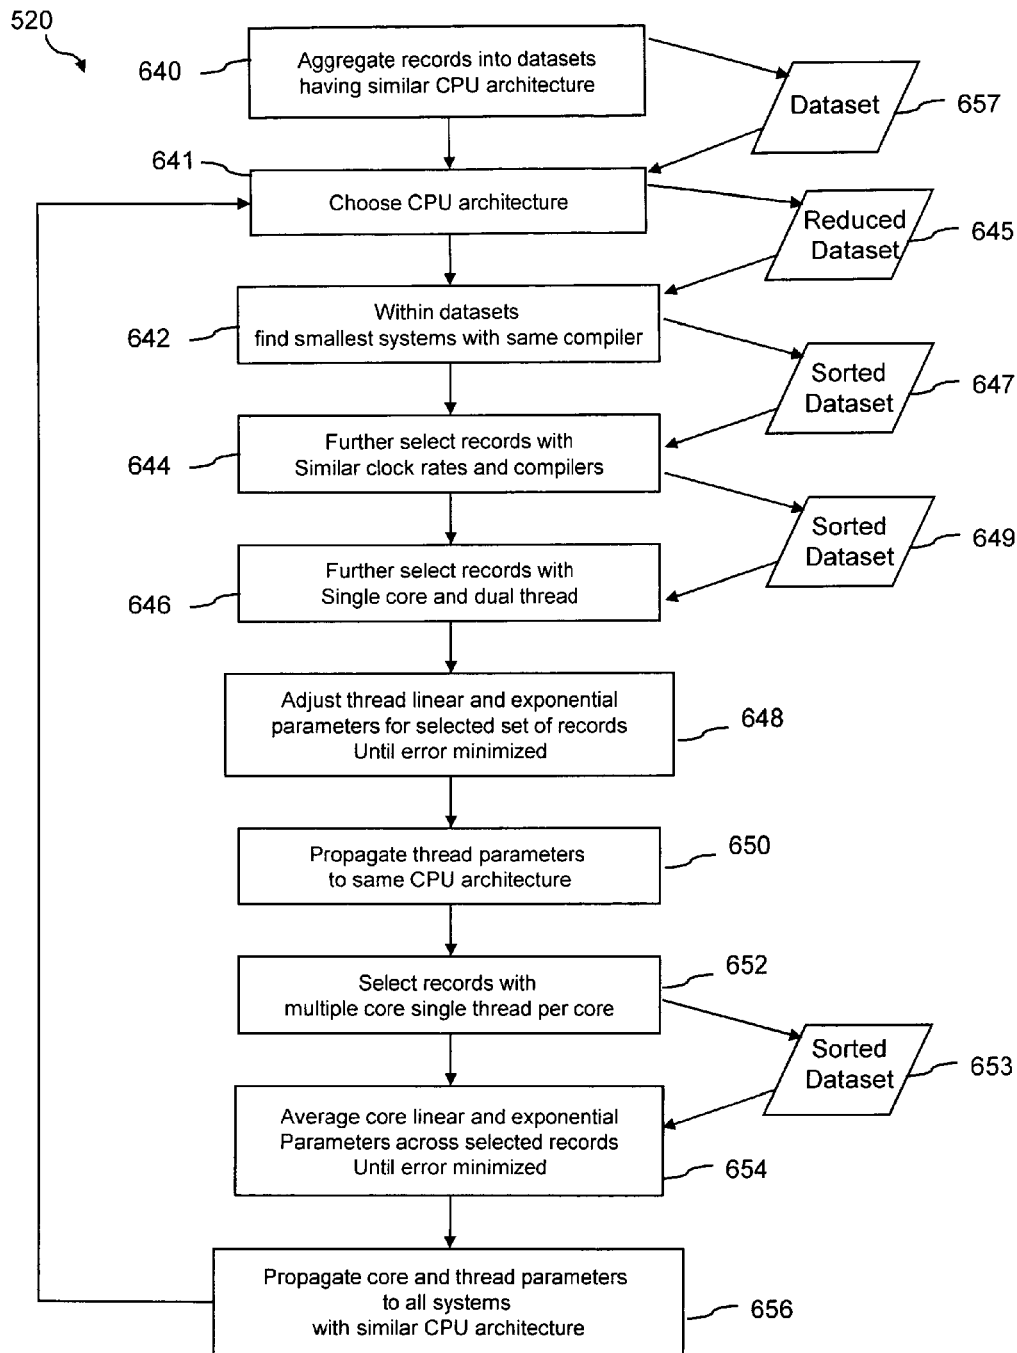 520
640
Aggregate records into datasets
having similar CPU architecture
Dataset
657
641
Choose CPU architecture
Reduced
Dataset
645
642
Within datasets
find smallest systems with same compiler
Sorted
Dataset
647
644
Further select records with
Similar clock rates and compilers
Sorted
Dataset
649
646
Further select records with
Single core and dual thread
Adjust thread linear and exponential
parameters for selected set of records
Until error minimized
648
Propagate thread parameters
to same CPU architecture
650
Select records with
multiple core single thread per core
652
Sorted
Dataset
653
Average core linear and exponential
Parameters across selected records
Until error minimized
654
Propagate core and thread parameters
to all systems
with similar CPU architecture
656